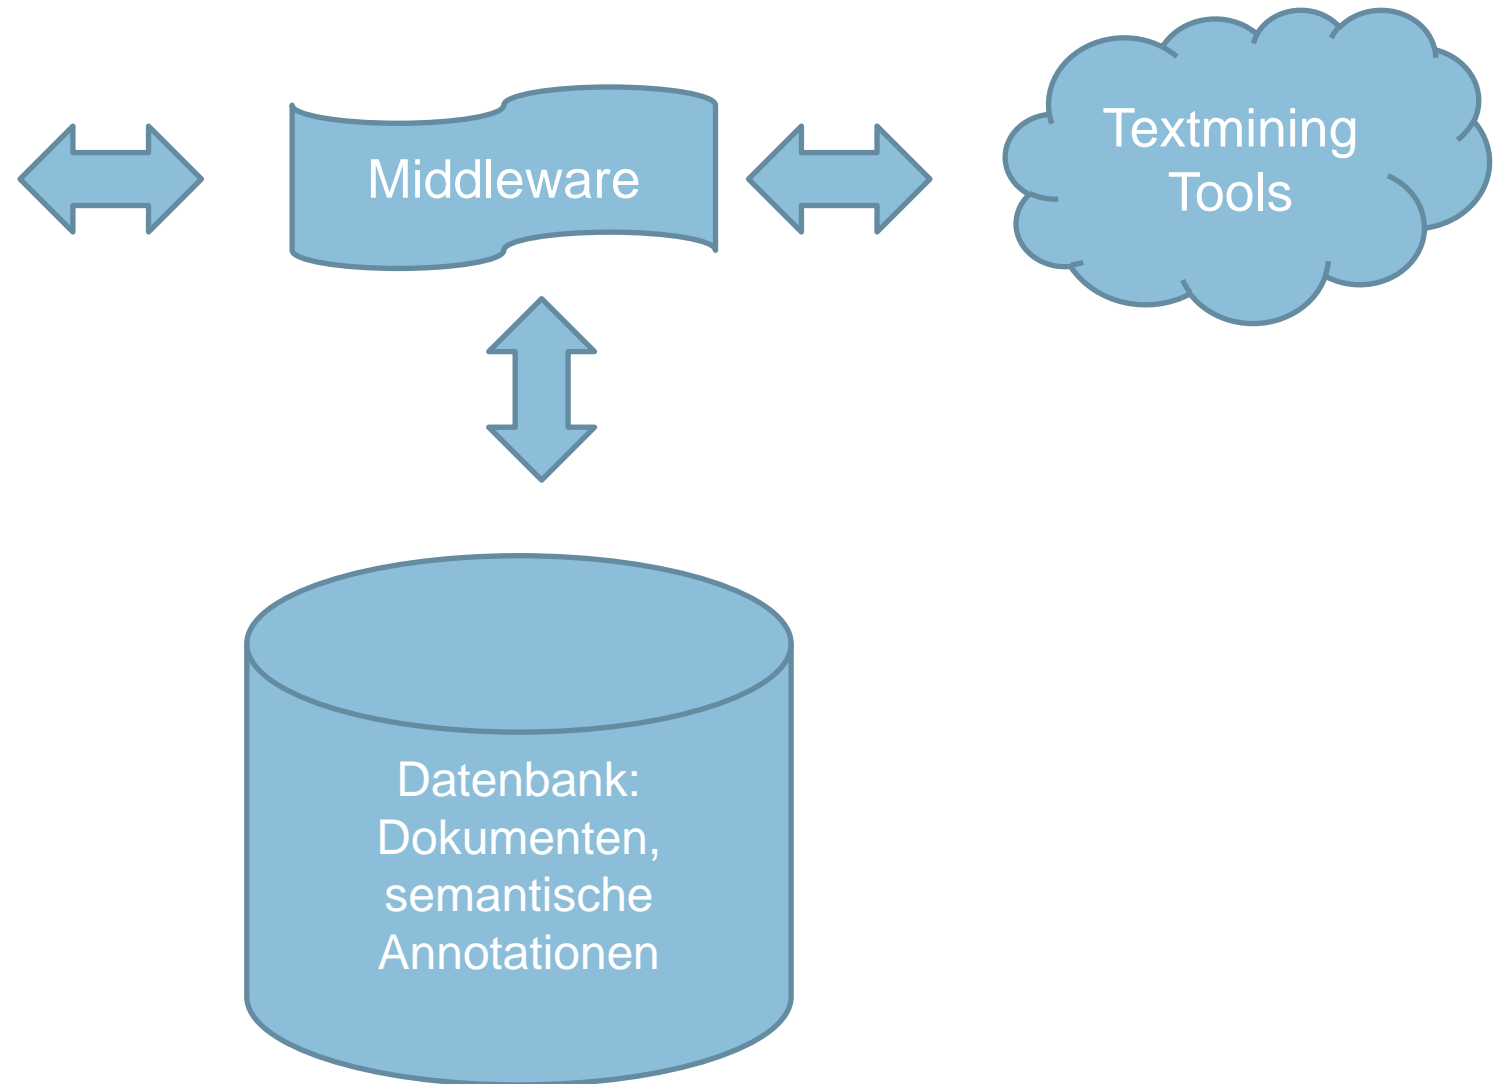 Middleware
Textmining
Tools
Datenbank:
Dokumenten,
semantische
Annotationen